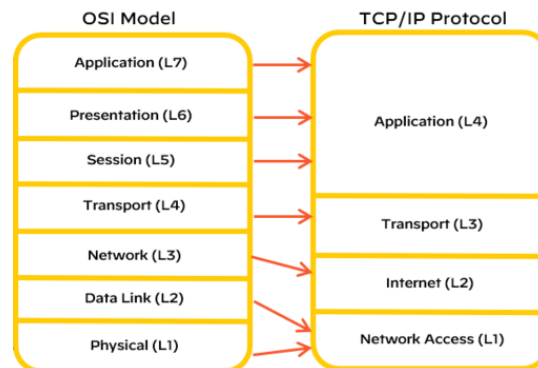 OSI Model
Application (L7)
Presentation (L6)
Session (L5)
Transport (L4)
Network (L3)
Data Link (L2)
Physical (L1)
TCP/IP Protocol
Application (L4)
Transport (L3)
Internet (L2)
Network Access (L1)